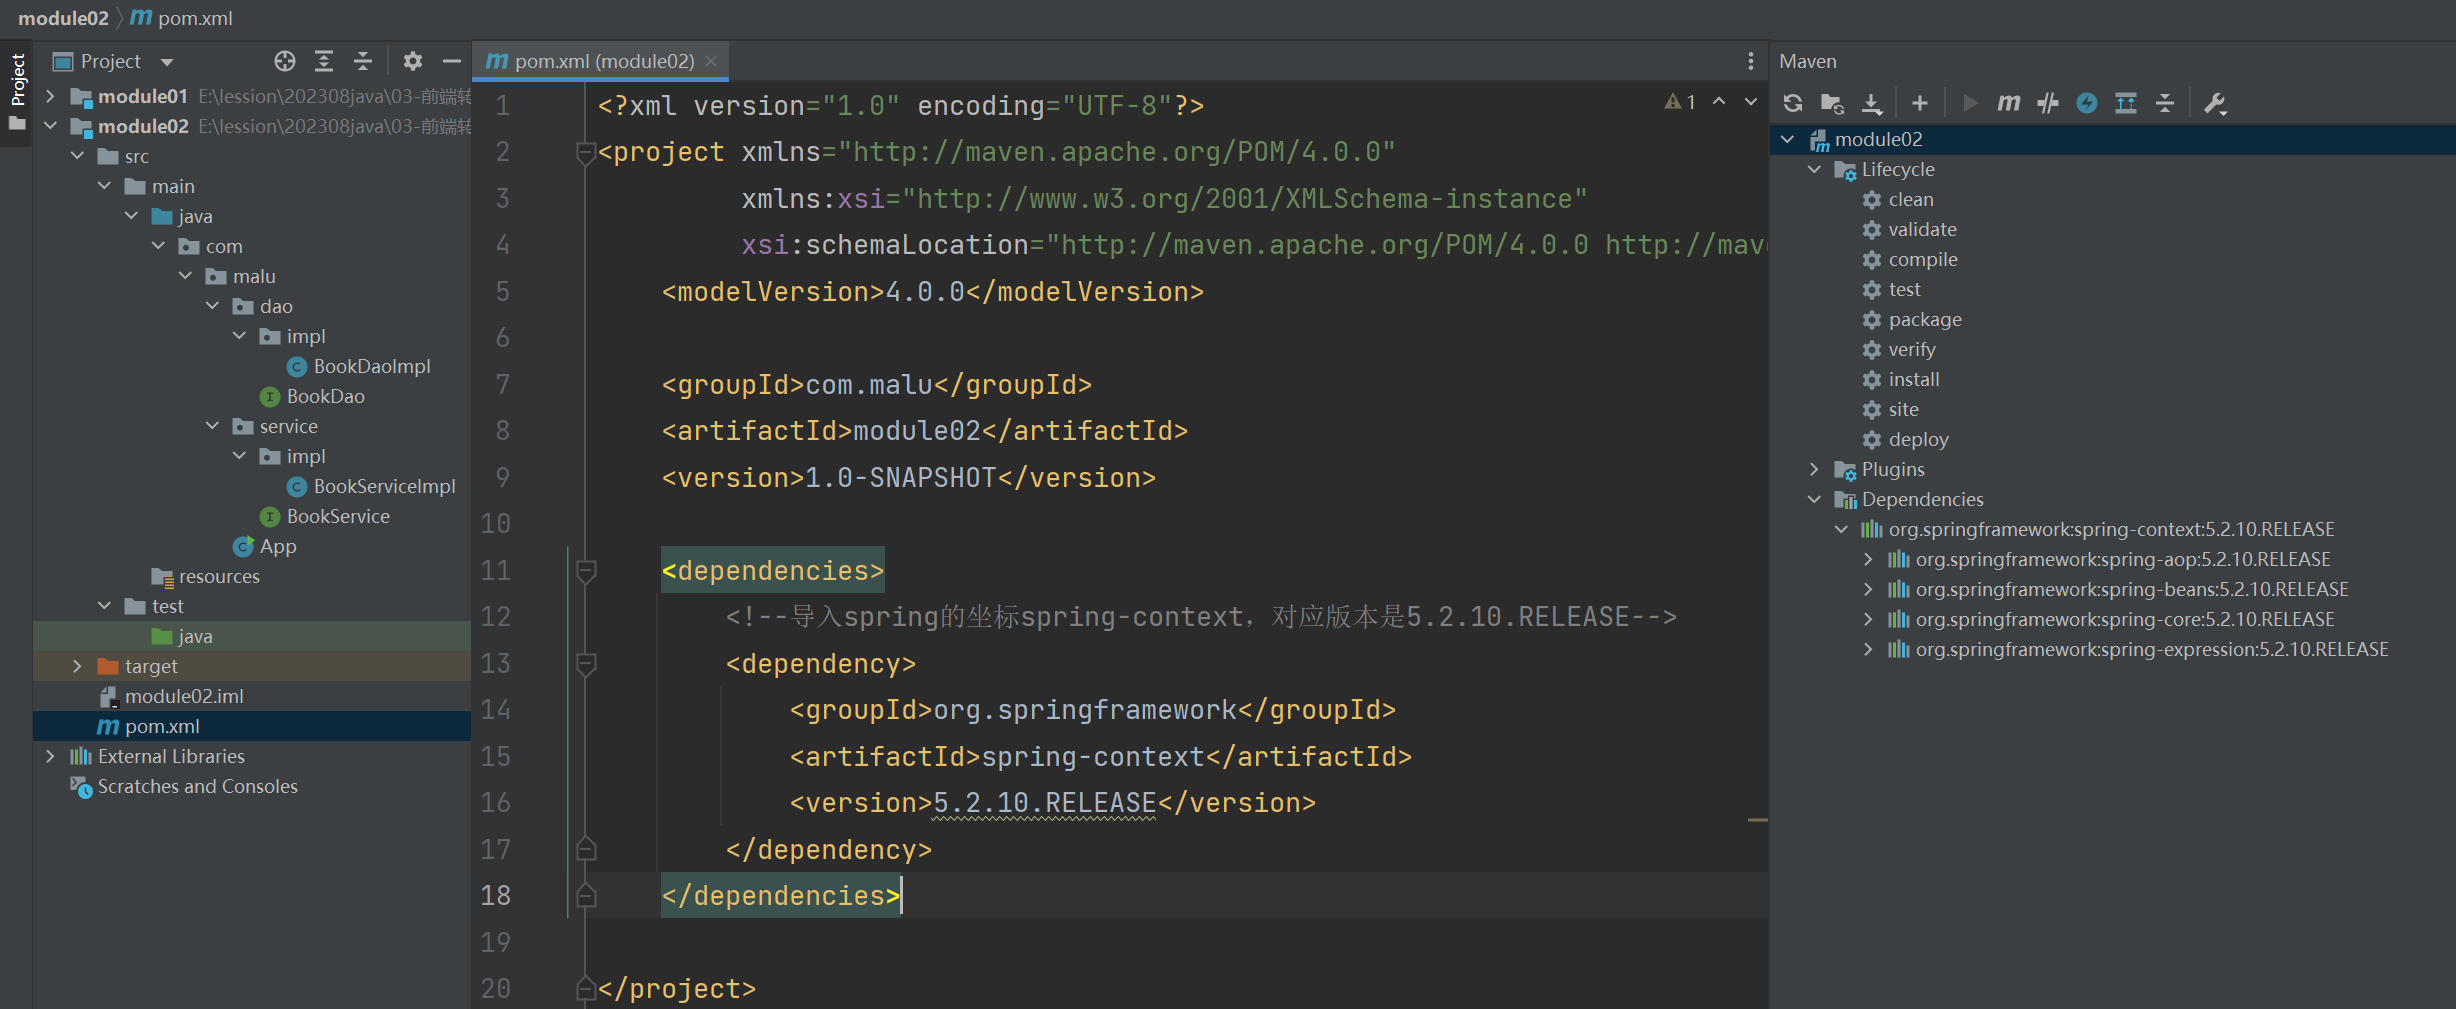 module02 pom.xml
Project
Project
module01 E:\lession\202308java\03-前端转
module02 E:\lession\202308java\03-前端转
src
main
java
com
malu
dao
impl
BookDaoImpl
BookDao
service
impl
BookServiceImpl
BookService
App
resources
test
java
target
module02.iml
pom.xml
External Libraries
Scratches and Consoles
pom.xml (module02)
1
1 <?xml version="1.0" encoding="UTF-8"?>
2 <project xmlns="http://maven.apache.org/POM/4.0.0"
3 xmlns:xsi="http://www.w3.org/2001/XMLSchema-instance"
4 xsi:schemaLocation="http://maven.apache.org/POM/4.0.0 http://mav
5 <modelVersion>4.0.0</modelVersion>
6
7 <groupId>com.malu</groupId>
8 <artifactId>module02</artifactId>
9 <version>1.0-SNAPSHOT</version>
10
11 <dependencies>
12 <!--导入spring的坐标spring-context，对应版本是5.2.10.RELEASE-->
13 <dependency>
14 <groupId>org.springframework</groupId>
15 <artifactId>spring-context</artifactId>
16 <version>5.2.10.RELEASE</version>
17 </dependency>
18 </dependencies>
19
20 </project>
Maven
module02
Lifecycle
clean
validate
compile
test
package
verify
install
site
deploy
Plugins
Dependencies
org.springframework:spring-context:5.2.10.RELEASE
org.springframework:spring-aop:5.2.10.RELEASE
org.springframework:spring-beans:5.2.10.RELEASE
org.springframework:spring-core:5.2.10.RELEASE
org.springframework:spring-expression:5.2.10.RELEASE